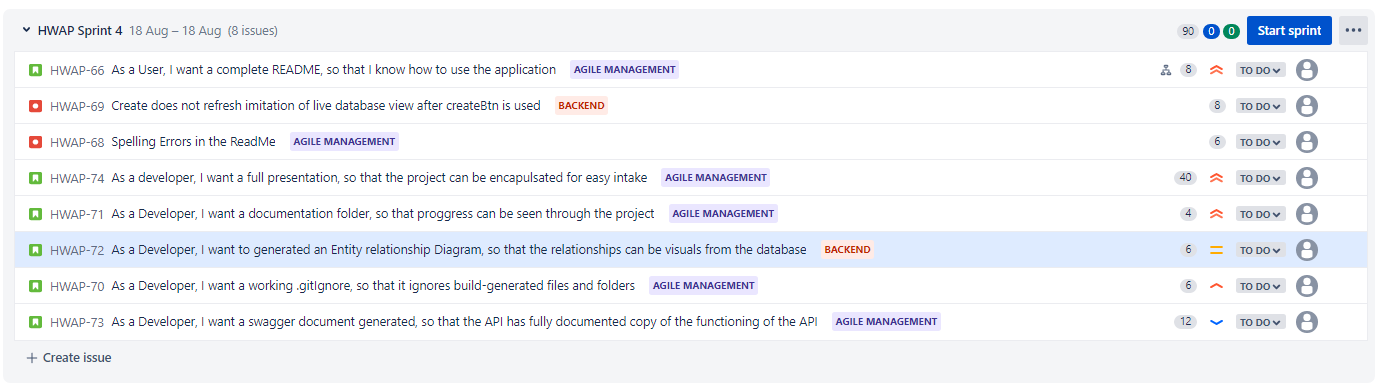 HWAP Sprint 4 18 Aug – 18 Aug (8 issues) 90 0 0 Start sprint
HWAP-66 As a User, I want a complete README, so that I know how to use the application AGILE MANAGEMENT 8 TO DO
HWAP-69 Create does not refresh imitation of live database view after createBtn is used BACKEND 8 TO DO
HWAP-68 Spelling Errors in the ReadMe AGILE MANAGEMENT 6 TO DO
HWAP-74 As a developer, I want a full presentation, so that the project can be encapulsated for easy intake AGILE MANAGEMENT 40 TO DO
HWAP-71 As a Developer, I want a documentation folder, so that proggress can be seen through the project AGILE MANAGEMENT 4 TO DO
HWAP-72 As a Developer, I want to generated an Entity relationship Diagram, so that the relationships can be visuals from the database BACKEND 6 TO DO
HWAP-70 As a Developer, I want a working .gitIgnore, so that it ignores build-generated files and folders AGILE MANAGEMENT 6 TO DO
HWAP-73 As a Developer, I want a swagger document generated, so that the API has fully documented copy of the functioning of the API AGILE MANAGEMENT 12 TO DO
+ Create issue